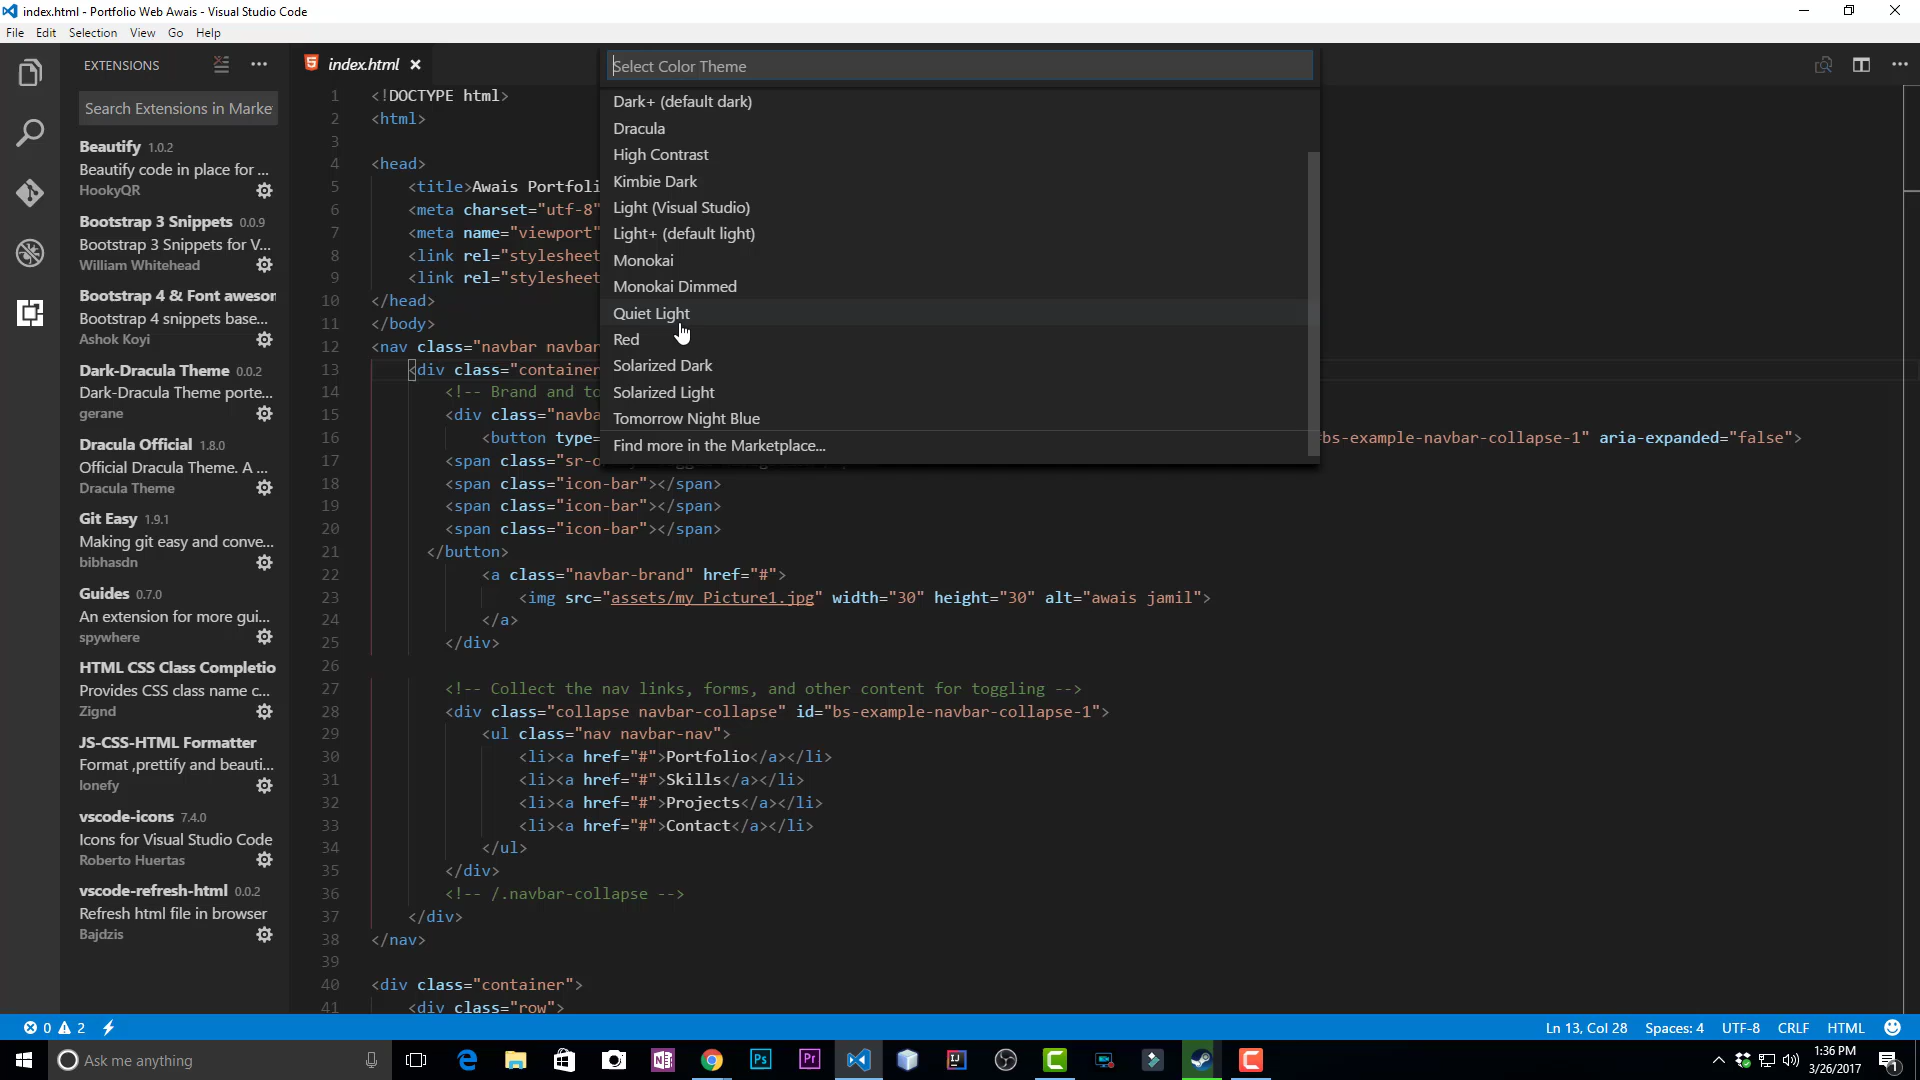 index.html - Portfolio Web Awais - Visual Studio Code
File Edit Selection View Go Help
EXTENSIONS
Search Extensions in Marke
Beautify 1.0.2
Beautify code in place for ...
HookyQR
Bootstrap 3 Snippets 0.0.9
Bootstrap 3 Snippets for V...
William Whitehead
Bootstrap 4 & Font aweson
Bootstrap 4 snippets base...
Ashok Koyi
Dark-Dracula Theme 0.0.2
Dark-Dracula Theme porte...
gerane
Dracula Official 1.8.0
Official Dracula Theme. A ...
Dracula Theme
Git Easy 1.9.1
Making git easy and conve...
bibhasdn
Guides 0.7.0
An extension for more gui...
spywhere
HTML CSS Class Completio
Provides CSS class name c...
Zignd
JS-CSS-HTML Formatter
Format ,prettify and beauti...
lonefy
vscode-icons 7.4.0
Icons for Visual Studio Code
Roberto Huertas
vscode-refresh-html 0.0.2
Refresh html file in browser
Bajdzis
index.html
Select Color Theme
Dark+ (default dark)
Dracula
High Contrast
Kimbie Dark
Light (Visual Studio)
Light+ (default light)
Monokai
Monokai Dimmed
Quiet Light
Red
Solarized Dark
Solarized Light
Tomorrow Night Blue
Find more in the Marketplace...
1 <!DOCTYPE html>
2 <html>
3
4 <head>
5 <title>Awais Portfoli
6 <meta charset="utf-8"
7 <meta name="viewport"
8 <link rel="stylesheet
9 <link rel="stylesheet
10 </head>
11 </body>
12 <nav class="navbar navbar
13 <div class="container
14 <!-- Brand and to
15 <div class="navba
16 <button type= bs-example-navbar-collapse-1" aria-expanded="false">
17 <span class="sr-o
18 <span class="icon-bar"></span>
19 <span class="icon-bar"></span>
20 <span class="icon-bar"></span>
21 </button>
22 <a class="navbar-brand" href="#">
23 <img src="assets/my Picture1.jpg" width="30" height="30" alt="awais jamil">
24 </a>
25 </div>
26
27 <!-- Collect the nav links, forms, and other content for toggling -->
28 <div class="collapse navbar-collapse" id="bs-example-navbar-collapse-1">
29 <ul class="nav navbar-nav">
30 <li><a href="#">Portfolio</a></li>
31 <li><a href="#">Skills</a></li>
32 <li><a href="#">Projects</a></li>
33 <li><a href="#">Contact</a></li>
34 </ul>
35 </div>
36 <!-- /.navbar-collapse -->
37 </div>
38 </nav>
39
40 <div class="container">
41 <div class="row">
0 2 Ln 13, Col 28 Spaces: 4 UTF-8 CRLF HTML
Ask me anything
Ps
Pr
1:36 PM
3/26/2017
1